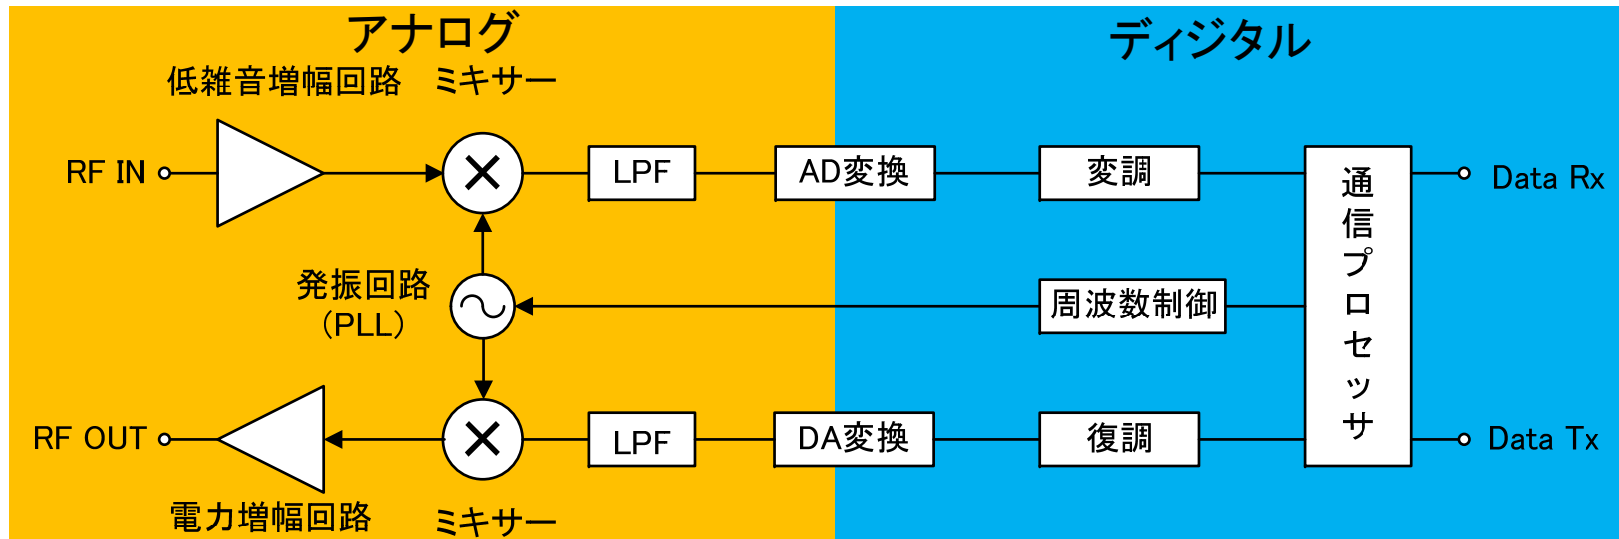 アナログ
ディジタル
低雑音増幅回路
ミキサー
RF IN
LPF
AD変換
変調
通信プロセッサ
Data Rx
発振回路
(PLL)
周波数制御
RF OUT
LPF
DA変換
復調
Data Tx
電力増幅回路
ミキサー